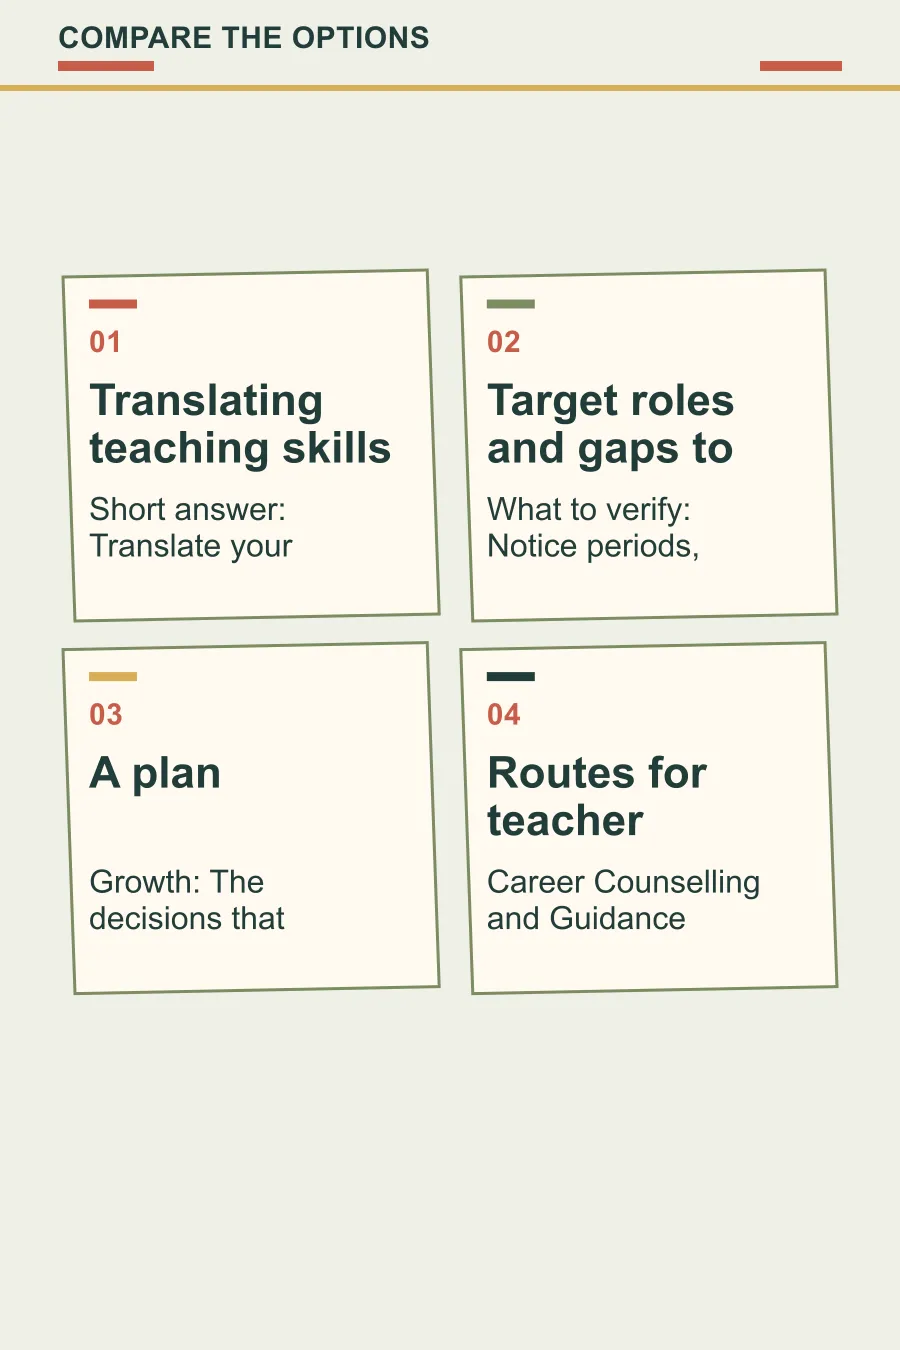 COMPARE THE OPTIONS
01
Translating
teaching skills
Short answer:
Translate your
02
Target roles
and gaps to
What to verify:
Notice periods,
03
A plan
Growth: The
decisions that
04
Routes for
teacher
Career Counselling
and Guidance